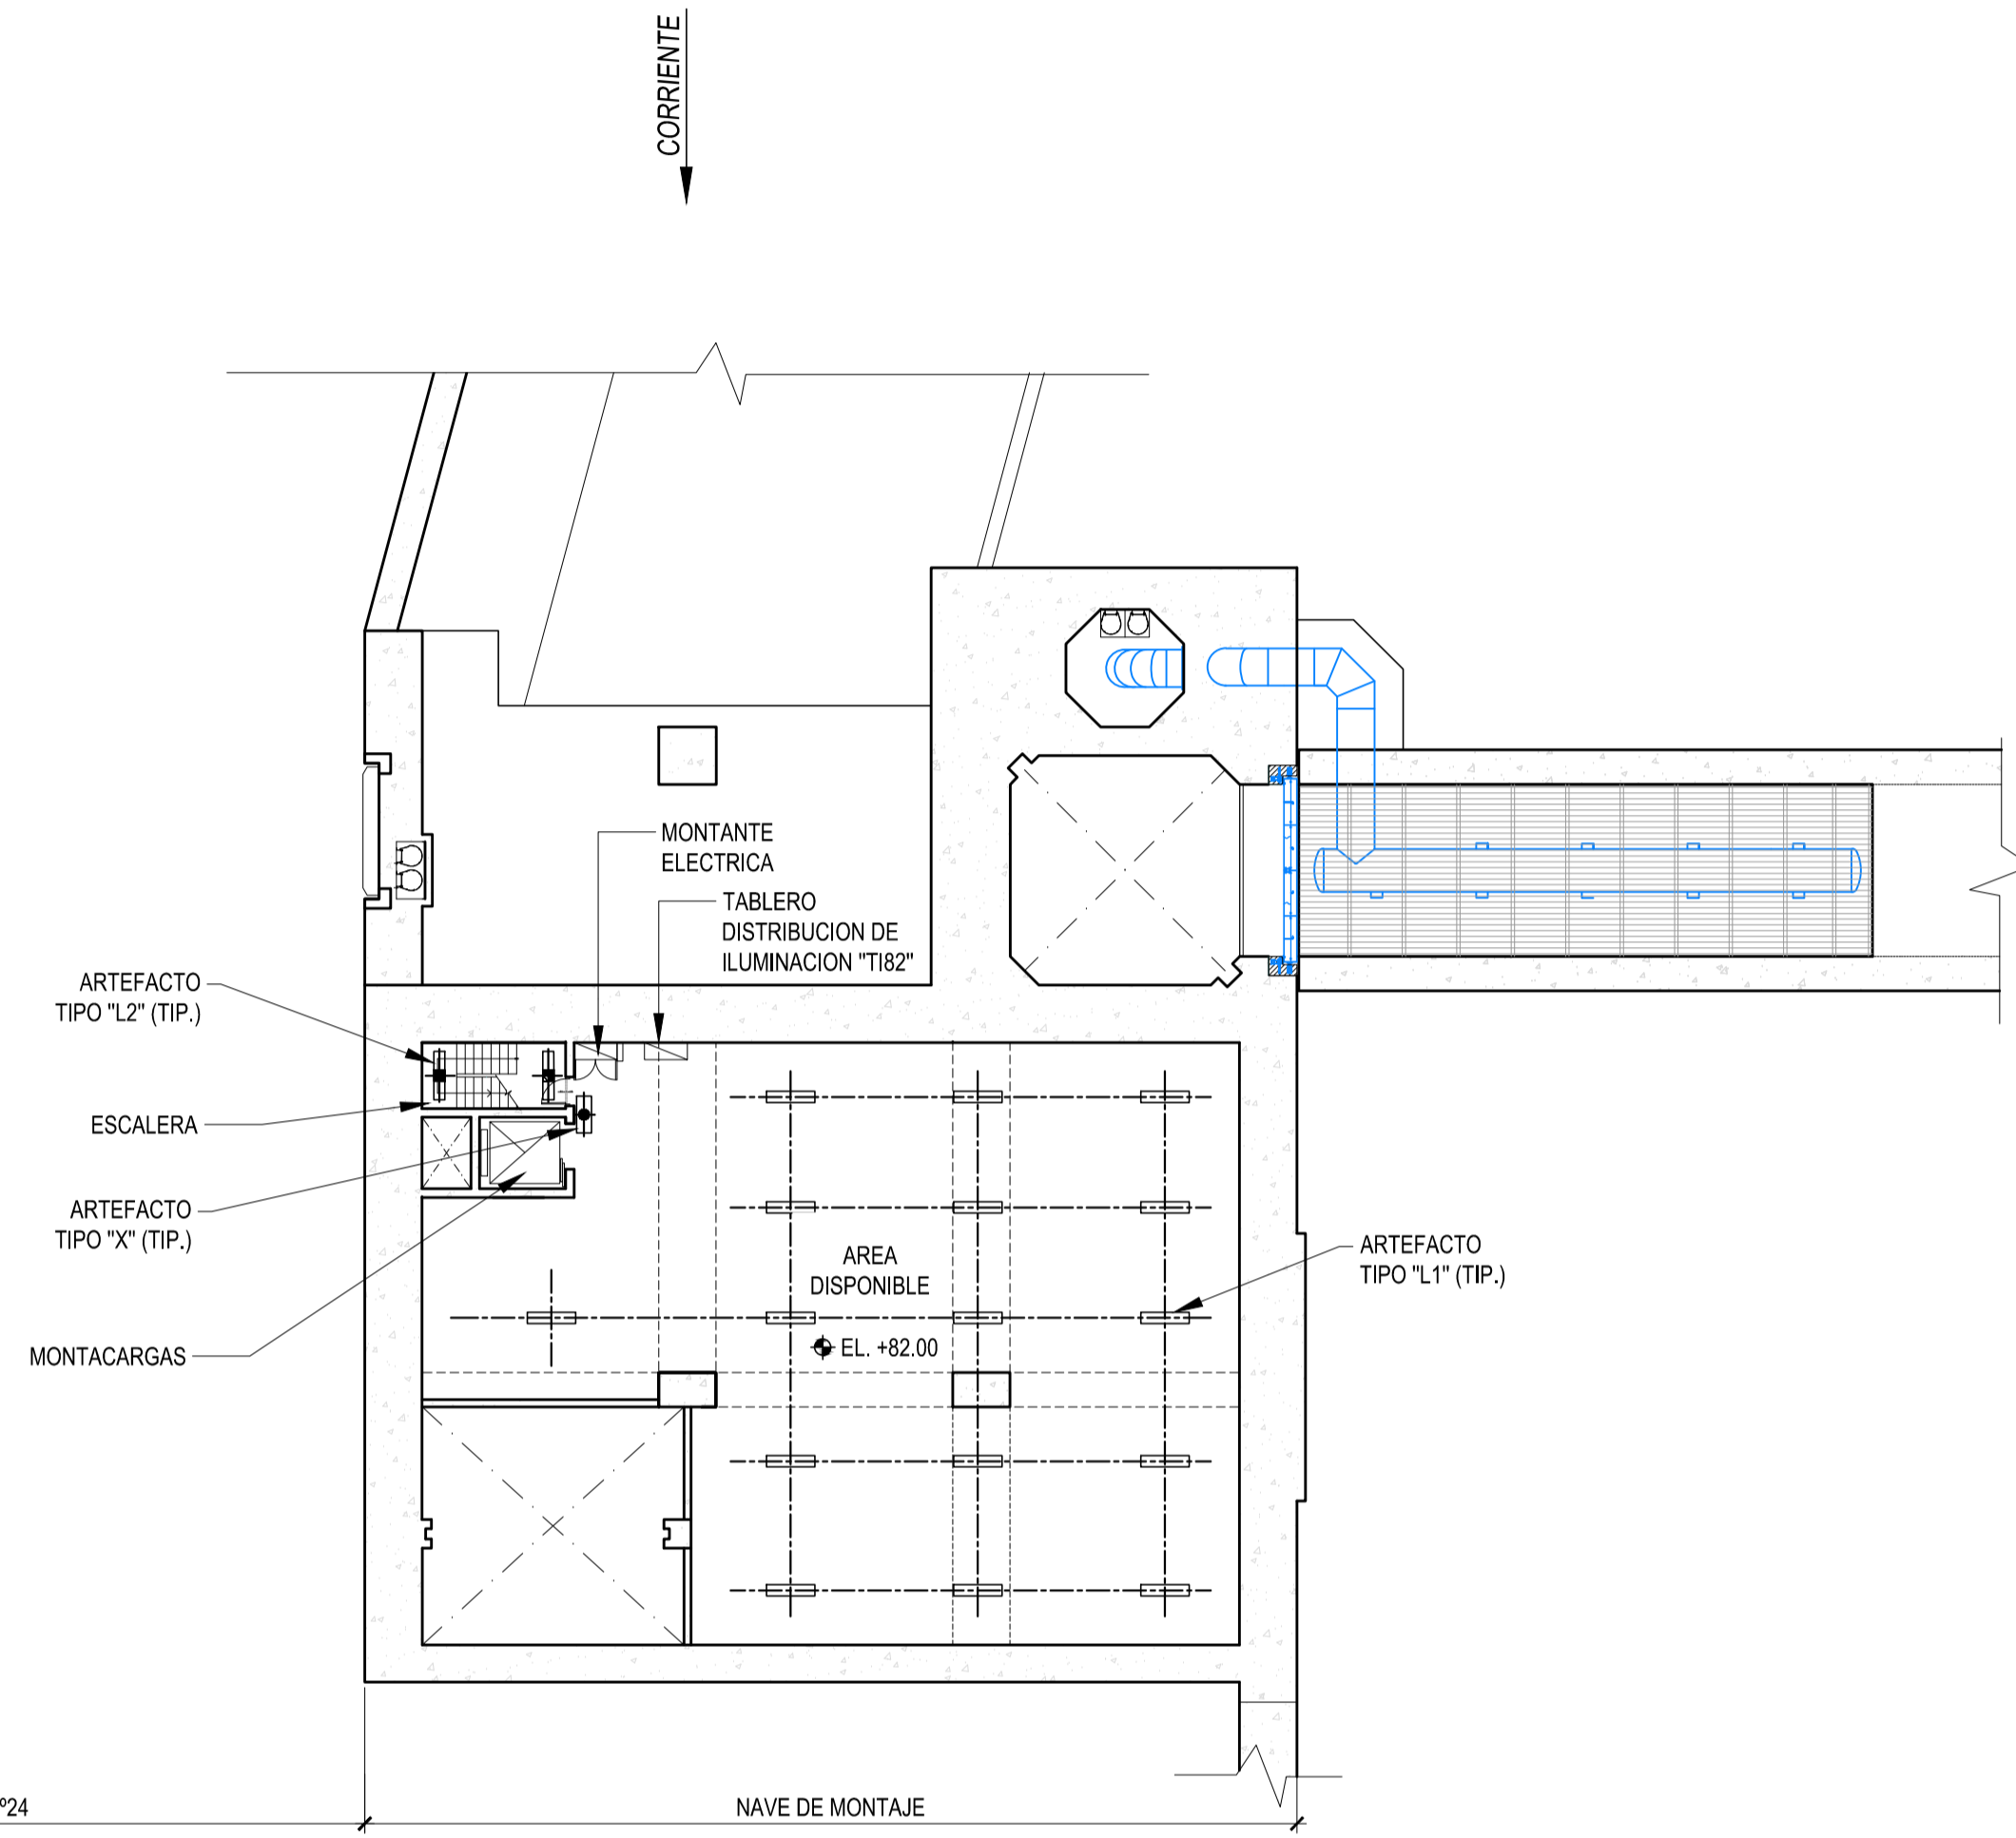 CORRIENTE
MONTANTE
ELECTRICA
TABLERO
DISTRIBUCION DE
ILUMINACION "TI82"
ARTEFACTO
TIPO "L2" (TIP.)
ESCALERA
ARTEFACTO
TIPO "X" (TIP.)
MONTACARGAS
AREA
DISPONIBLE
EL. +82.00
ARTEFACTO
TIPO "L1" (TIP.)
º24
NAVE DE MONTAJE